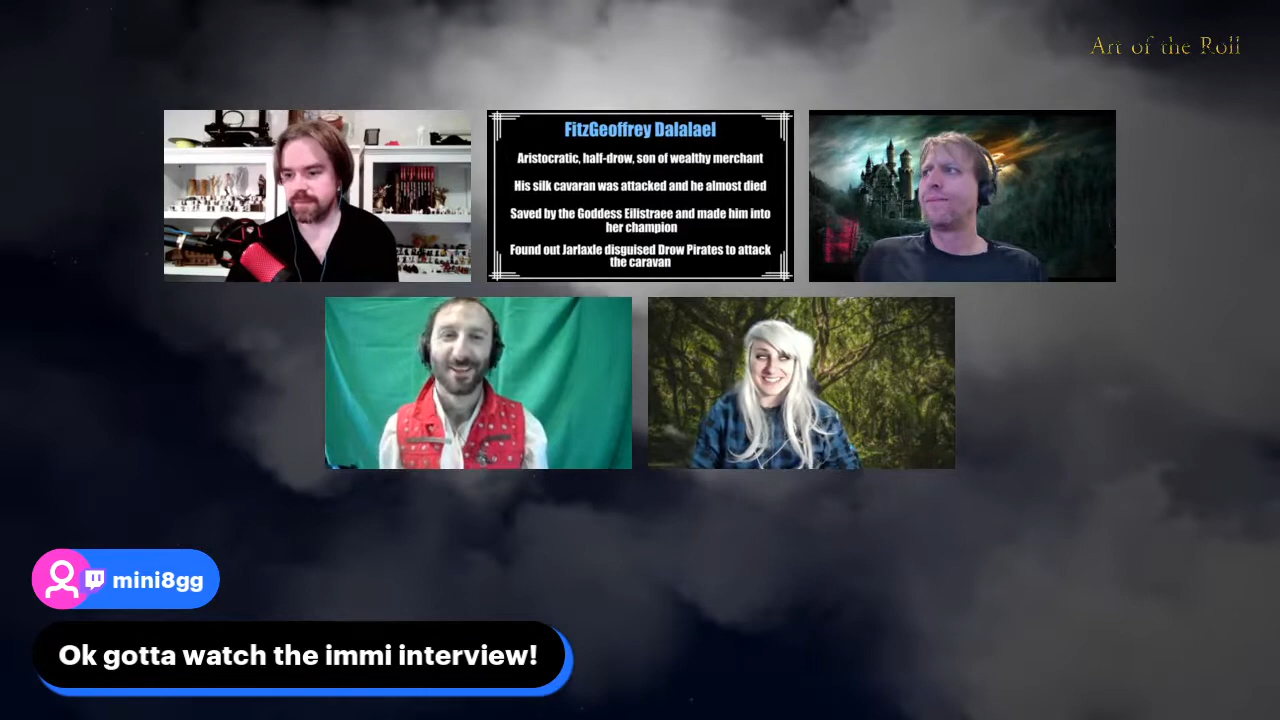 Art of the Roll
FitzGeoffrey Dalalael
Aristocratic, half-drow, son of wealthy merchant
His silk cavaran was attacked and he almost died
Saved by the Goddess Eilistraee and made him into
her champion
Found out Jarlaxle disguised Drow Pirates to attack
the caravan
mini8gg
Ok gotta watch the immi interview!